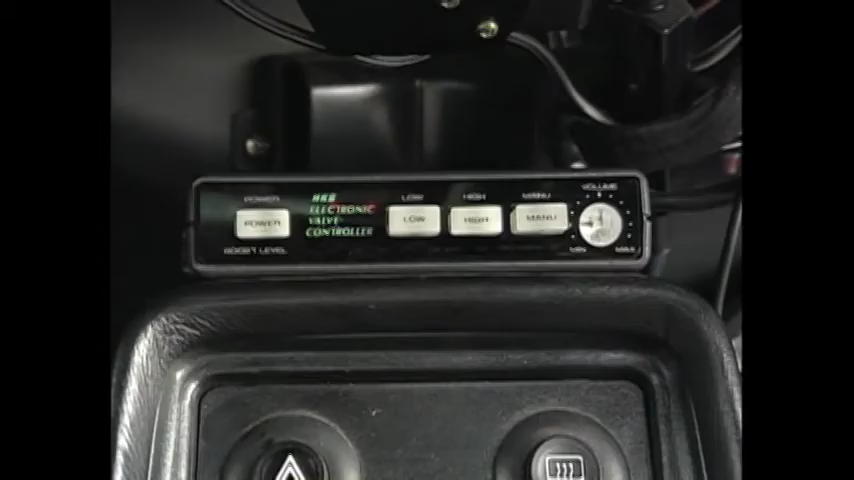 POWER
POWER
BOOST LEVEL
HKS
ELECTRONIC
VALVE
CONTROLLER
LOW
LOW
HIGH
HIGH
MANU
MANU
VOLUME
MIN
MAX